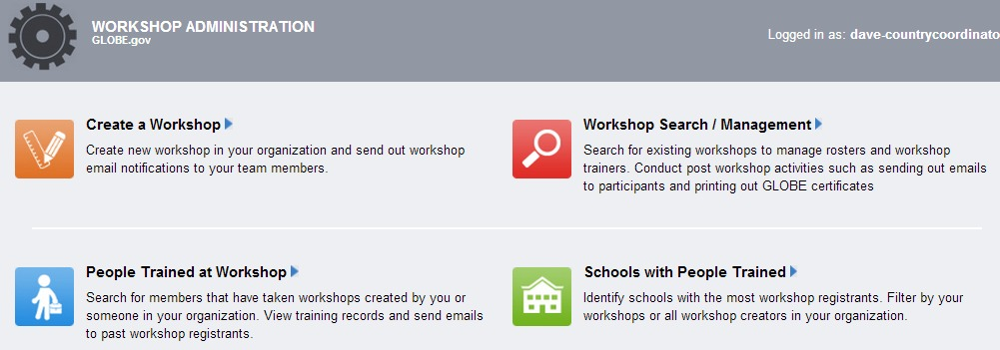 WORKSHOP ADMINISTRATION
GLOBE.gov
Logged in as: dave-countrycoordinato
Create a Workshop
Create new workshop in your organization and send out workshop
email notifications to your team members.
Workshop Search / Management
Search for existing workshops to manage rosters and workshop
trainers. Conduct post workshop activities such as sending out emails
to participants and printing out GLOBE certificates
People Trained at Workshop
Search for members that have taken workshops created by you or
someone in your organization. View training records and send emails
to past workshop registrants.
Schools with People Trained
Identify schools with the most workshop registrants. Filter by your
workshops or all workshop creators in your organization.